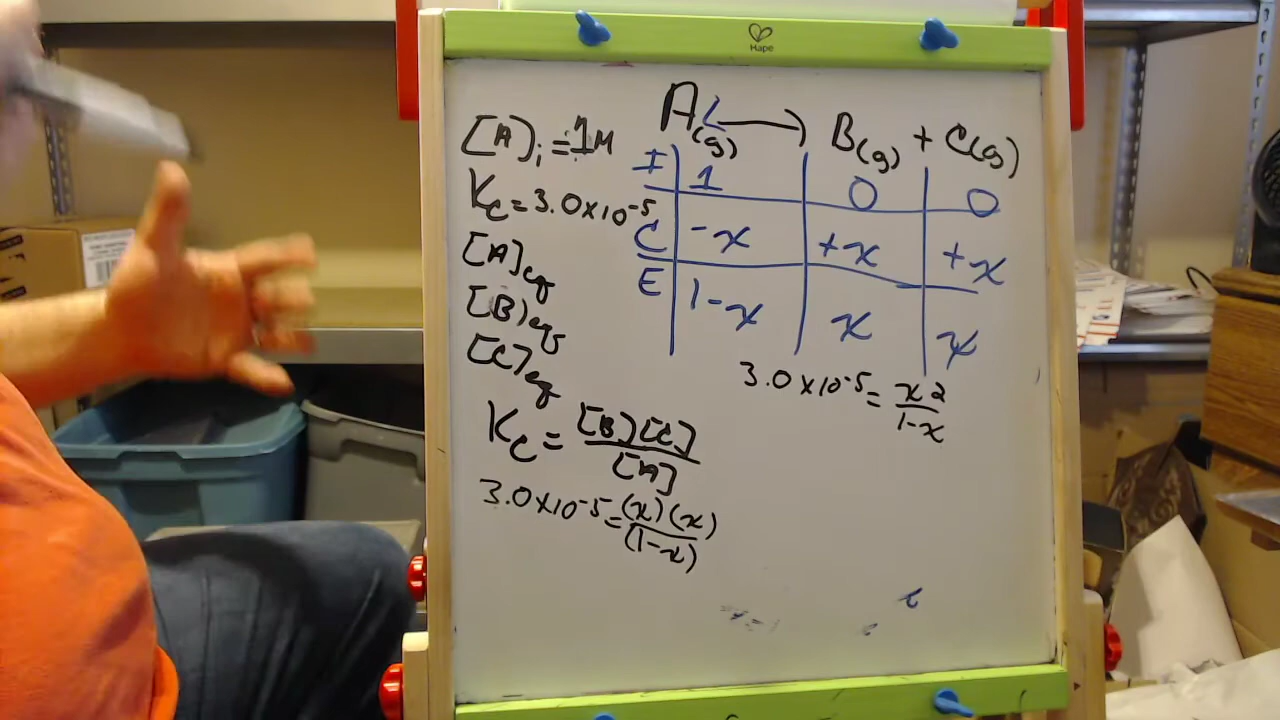 Hape
[A]i = 1M
Kc = 3.0x10^-5
[A]eq
[B]eq
[C]eq
Kc = [B][C] / [A]
3.0x10^-5 = (x)(x) / (1-x)
A(g) <—> B(g) + C(g)
I 1 0 0
C -x +x +x
E 1-x x x
3.0x10^-5 = x2 / 1-x